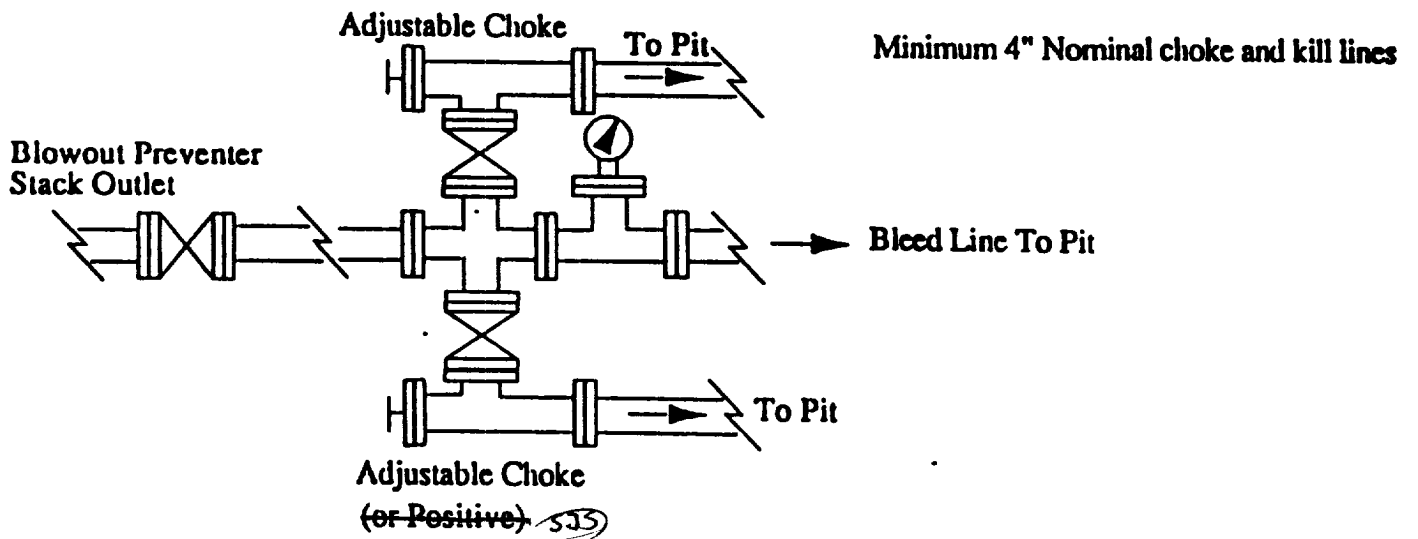 Adjustable Choke
To Pit
Minimum 4" Nominal choke and kill lines
Blowout Preventer
Stack Outlet
Bleed Line To Pit
To Pit
Adjustable Choke
(or Positive)